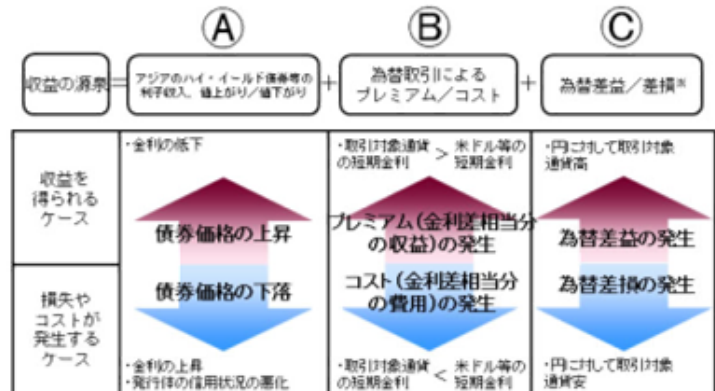 Ⓐ
Ⓑ
Ⓒ
収益の源泉
=
アジアのハイ・イールド債券等の
利子収入、値上がり/値下がり
+
為替取引による
プレミアム/コスト
+
為替差益/差損※
収益を
得られる
ケース
・金利の低下
債券価格の上昇
・取引対象通貨 > 米ドル等の
の短期金利 短期金利
プレミアム(金利差相当分
の収益)の発生
・円に対して取引対象
通貨高
為替差益の発生
損失や
コストが
発生する
ケース
債券価格の下落
・金利の上昇
・発行体の信用状況の悪化
コスト(金利差相当分
の費用)の発生
・取引対象通貨 < 米ドル等の
の短期金利 短期金利
為替差損の発生
・円に対して取引対象
通貨安